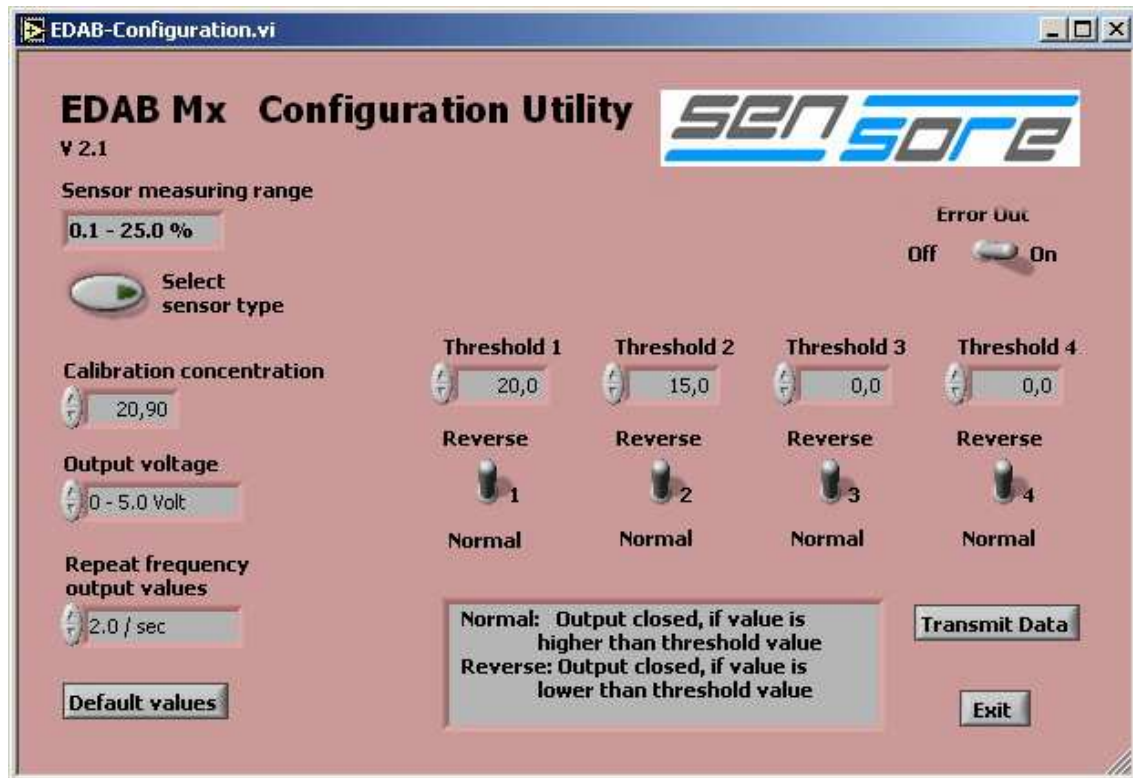 EDAB-Configuration.vi
EDAB Mx Configuration Utility
V 2.1
sensore
Sensor measuring range
0.1 - 25.0 %
Select
sensor type
Error Out
Off On
Calibration concentration
20,90
Output voltage
0 - 5.0 Volt
Repeat frequency
output values
2.0 / sec
Default values
Threshold 1 Threshold 2 Threshold 3 Threshold 4
20,0 15,0 0,0 0,0
Reverse Reverse Reverse Reverse
1 2 3 4
Normal Normal Normal Normal
Normal: Output closed, if value is
higher than threshold value
Reverse: Output closed, if value is
lower than threshold value
Transmit Data
Exit